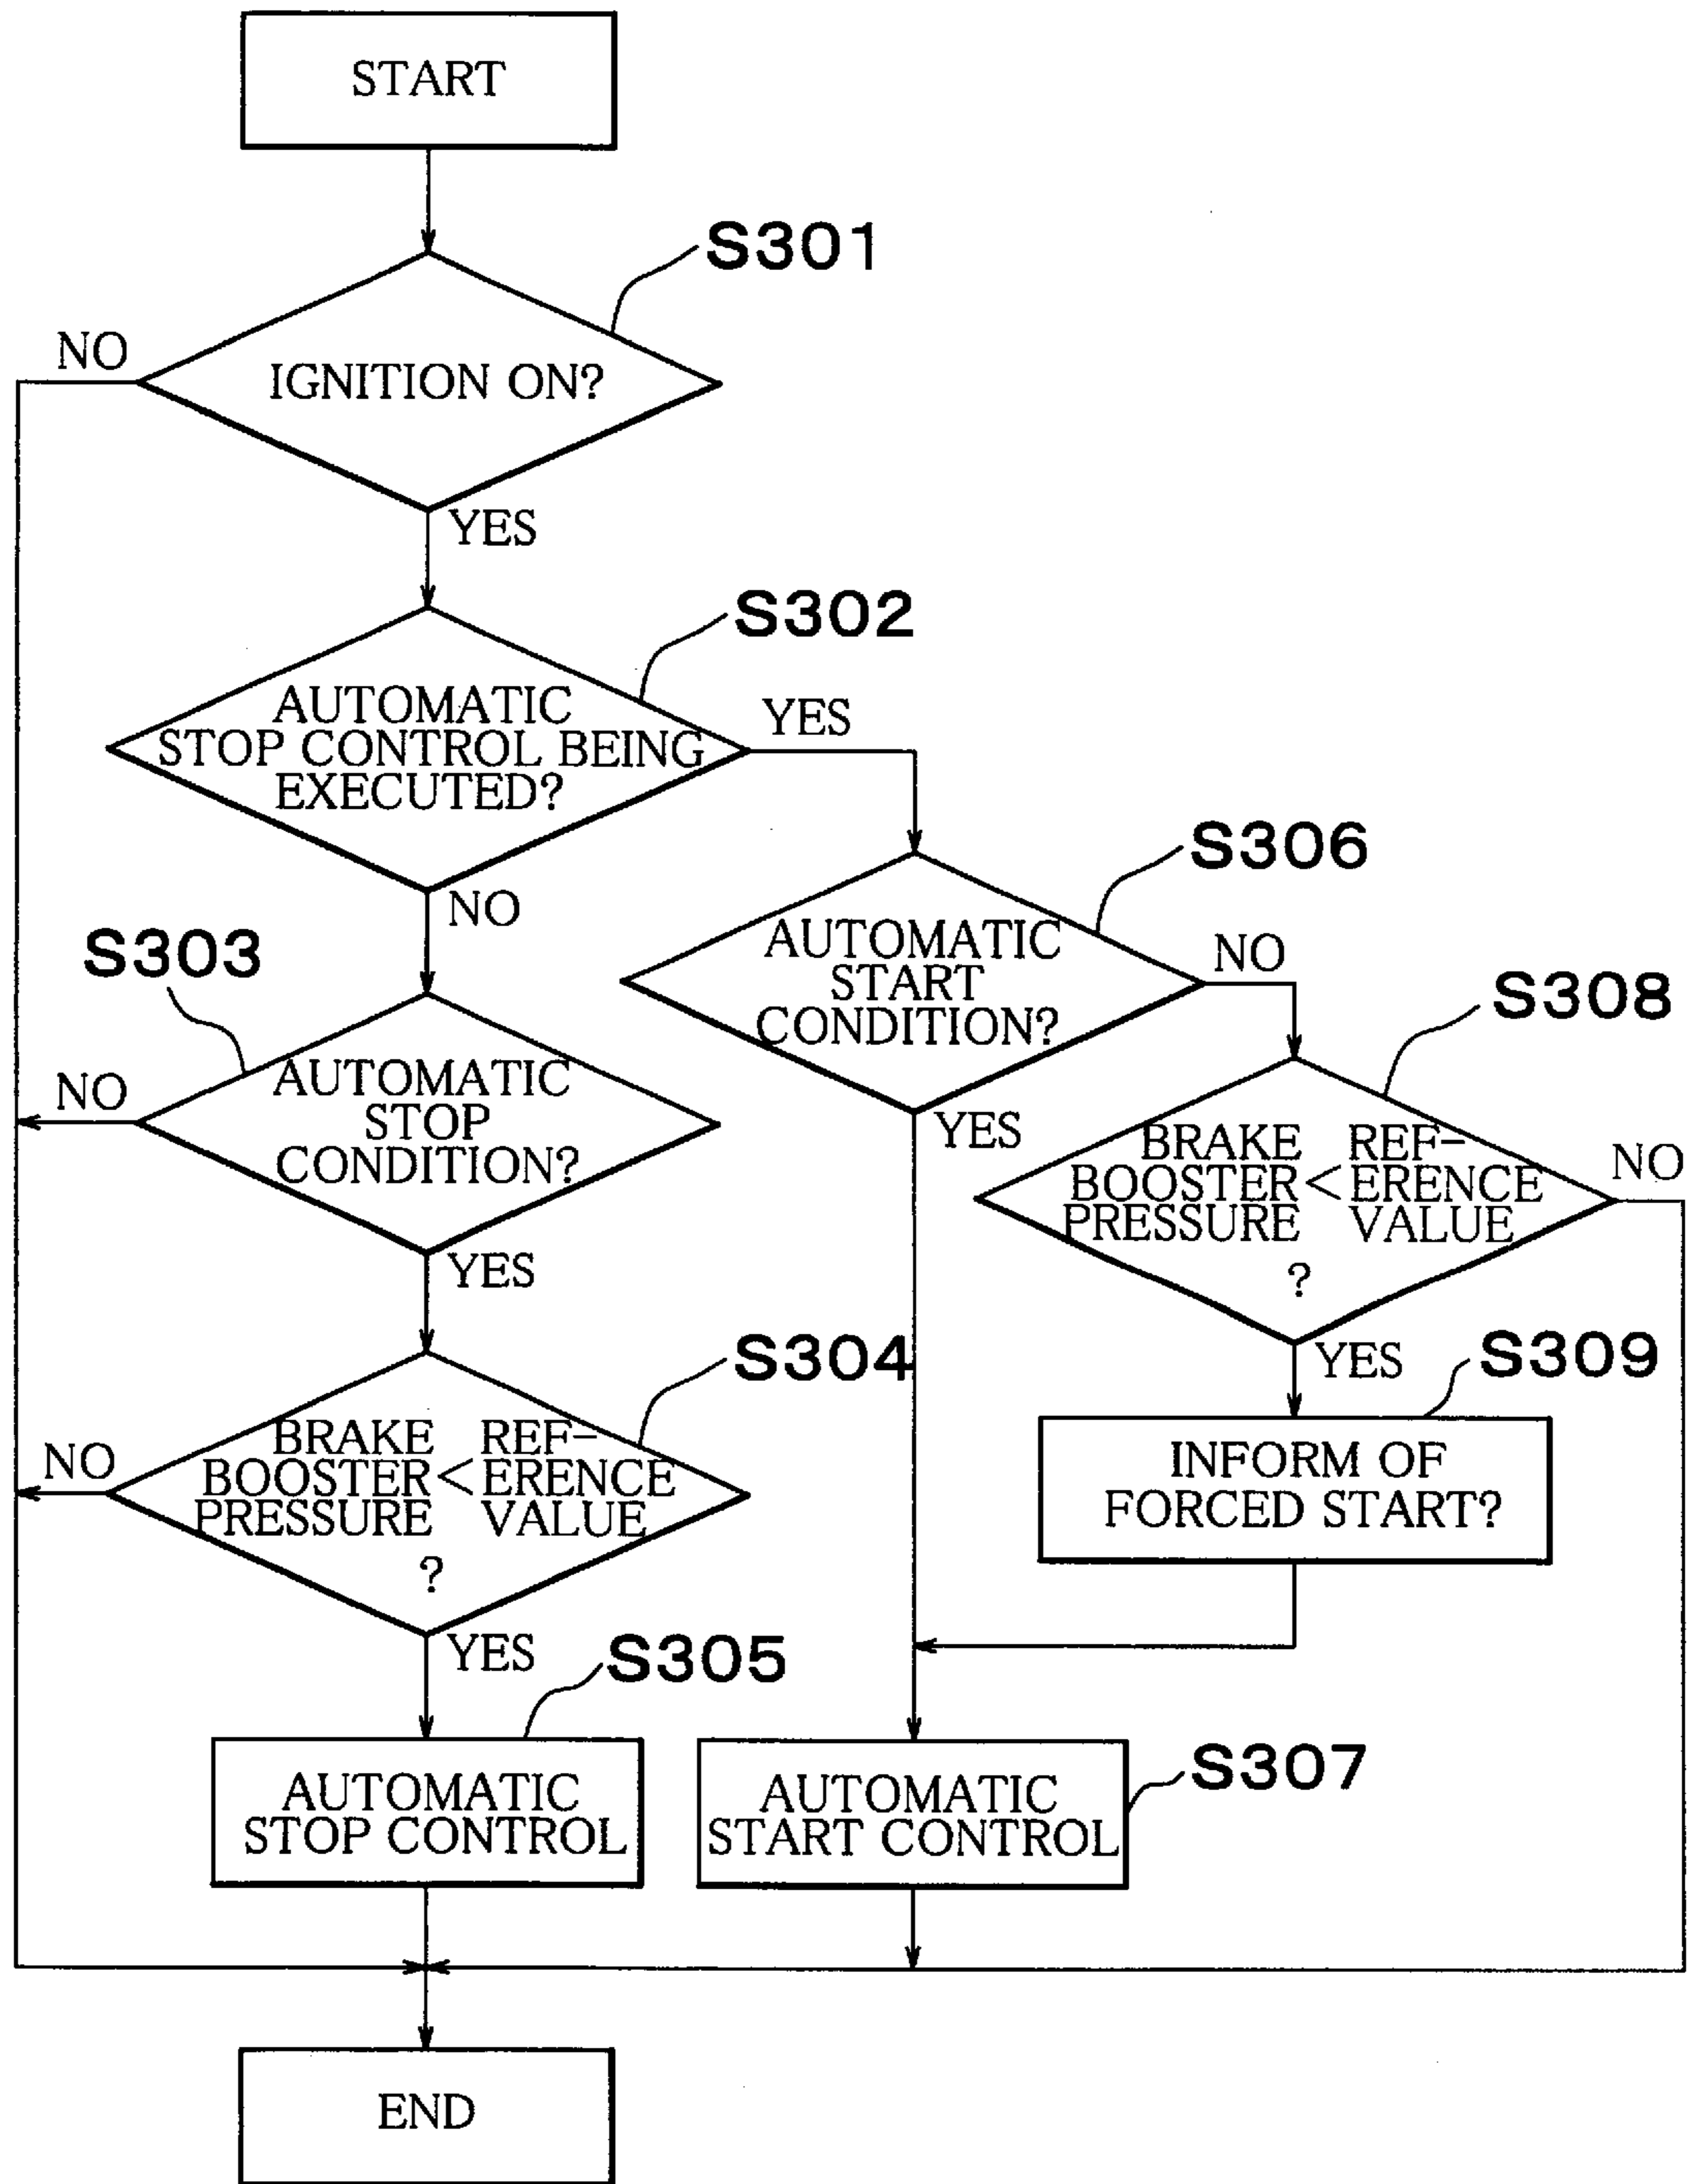 START
S301
NO
IGNITION ON?
YES
S302
AUTOMATIC
STOP CONTROL BEING
EXECUTED?
YES
NO
S306
AUTOMATIC
START
CONDITION?
NO
YES
S303
AUTOMATIC
STOP
CONDITION?
NO
YES
S308
BRAKE REF-
BOOSTER < ERENCE
PRESSURE VALUE
?
NO
YES
S304
BRAKE REF-
BOOSTER < ERENCE
PRESSURE VALUE
?
NO
YES
S309
INFORM OF
FORCED START?
S305
AUTOMATIC
STOP CONTROL
S307
AUTOMATIC
START CONTROL
END